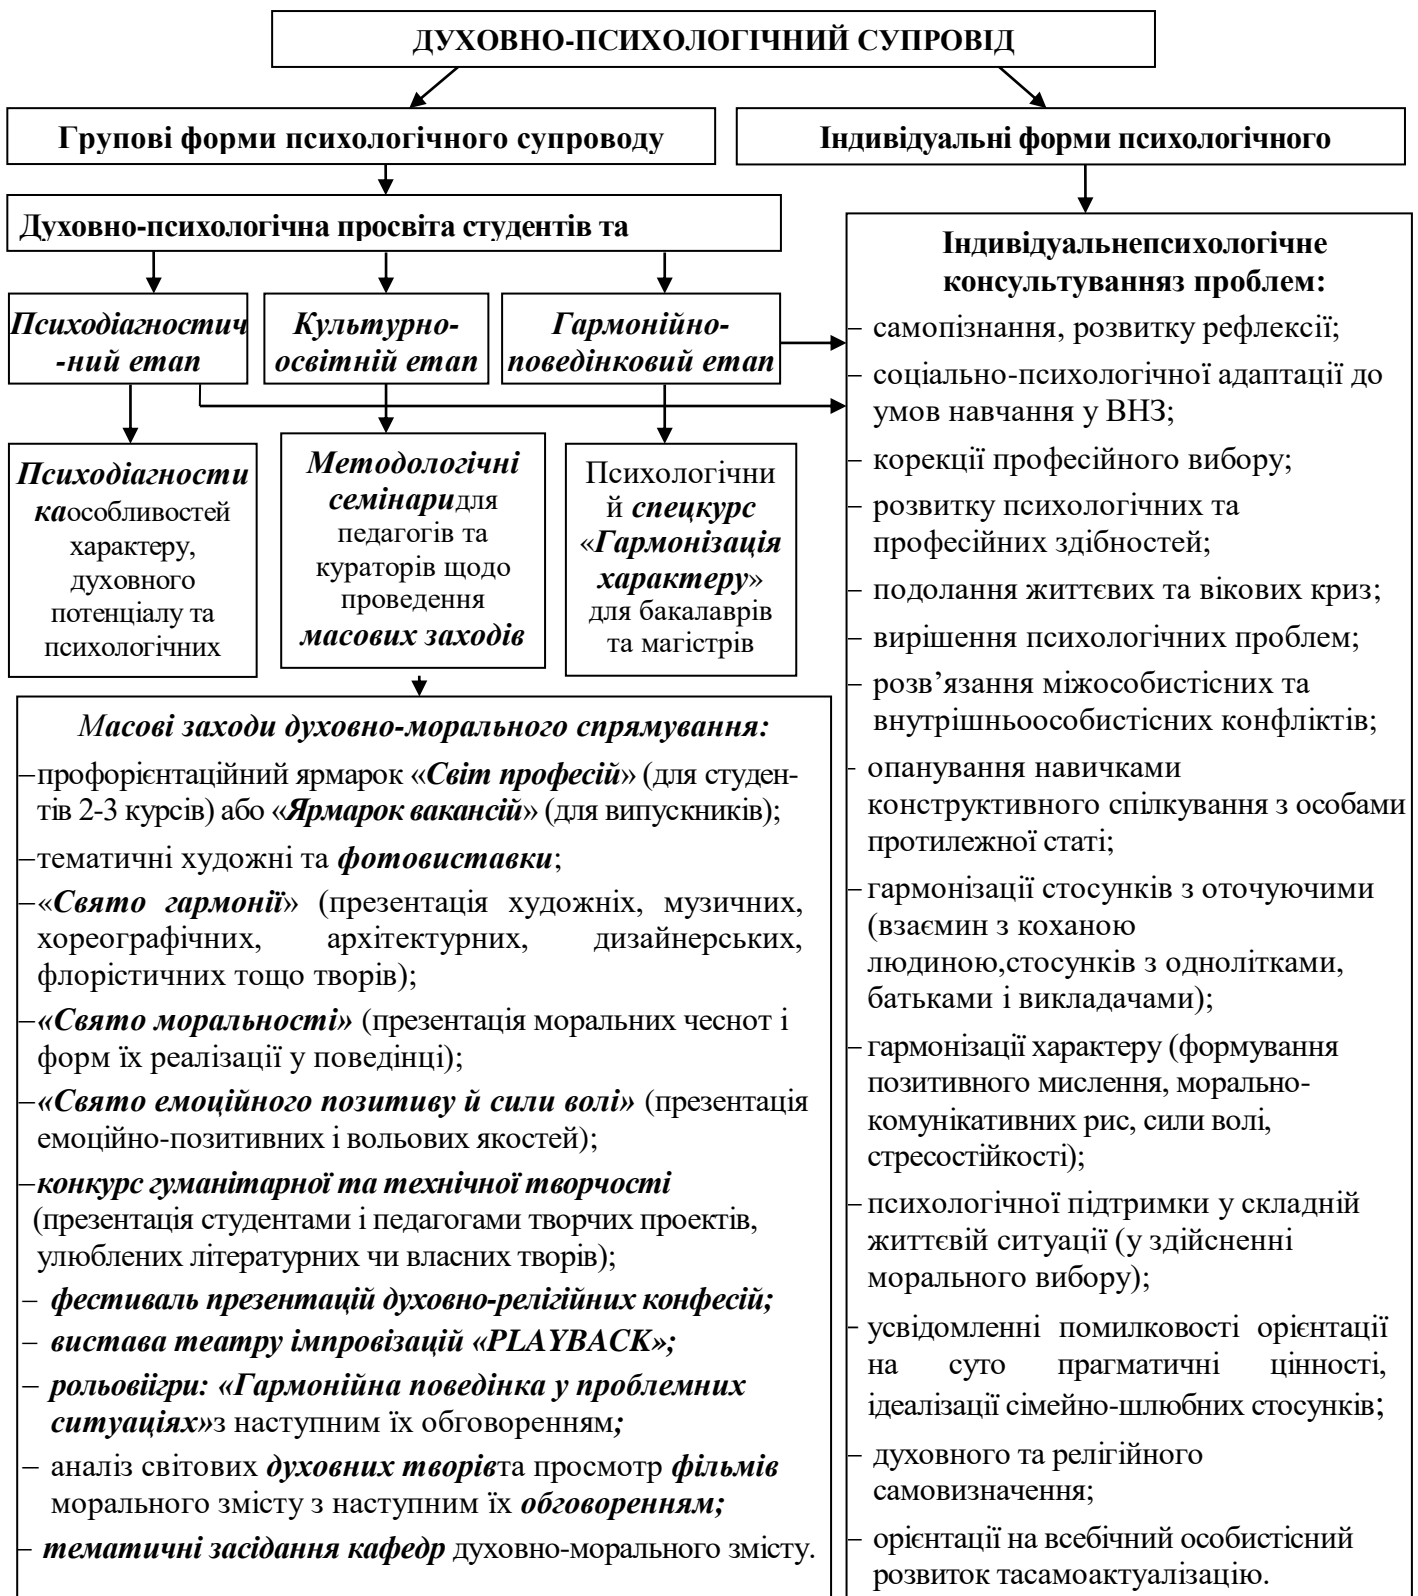 ДУХОВНО-ПСИХОЛОГІЧНИЙ СУПРОВІД
Групові форми психологічного супроводу
Індивідуальні форми психологічного
Духовно-психологічна просвіта студентів та
Психодіагностич
-ний етап
Культурно-
освітній етап
Гармонійно-
поведінковий етап
Психодіагности
каособливостей
характеру,
духовного
потенціалу та
психологічних
Методологічні
семінаридля
педагогів та
кураторів щодо
проведення
масових заходів
Психологічни
й спецкурс
«Гармонізація
характеру»
для бакалаврів
та магістрів
Масові заходи духовно-морального спрямування:
–профорієнтаційний ярмарок «Світ професій» (для студен-
тів 2-3 курсів) або «Ярмарок вакансій» (для випускників);
–тематичні художні та фотовиставки;
–«Свято гармонії» (презентація художніх, музичних,
хореографічних, архітектурних, дизайнерських,
флористичних тощо творів);
–«Свято моральності» (презентація моральних чеснот і
форм їх реалізації у поведінці);
–«Свято емоційного позитиву й сили волі» (презентація
емоційно-позитивних і вольових якостей);
–конкурс гуманітарної та технічної творчості
(презентація студентами і педагогами творчих проектів,
улюблених літературних чи власних творів);
– фестиваль презентацій духовно-релігійних конфесій;
– вистава театру імпровізацій «PLAYBACK»;
– рольовіігри: «Гармонійна поведінка у проблемних
ситуаціях»з наступним їх обговоренням;
– аналіз світових духовних творівта просмотр фільмів
морального змісту з наступним їх обговоренням;
– тематичні засідання кафедр духовно-морального змісту.
Індивідуальнепсихологічне
консультуванняз проблем:
– самопізнання, розвитку рефлексії;
– соціально-психологічної адаптації до
умов навчання у ВНЗ;
– корекції професійного вибору;
– розвитку психологічних та
професійних здібностей;
– подолання життєвих та вікових криз;
– вирішення психологічних проблем;
– розв’язання міжособистісних та
внутрішньоособистісних конфліктів;
- опанування навичками
конструктивного спілкування з особами
протилежної статі;
– гармонізації стосунків з оточуючими
(взаємин з коханою
людиною,стосунків з однолітками,
батьками і викладачами);
– гармонізації характеру (формування
позитивного мислення, морально-
комунікативних рис, сили волі,
стресостійкості);
– психологічної підтримки у складній
життєвій ситуації (у здійсненні
морального вибору);
- усвідомленні помилковості орієнтації
на суто прагматичні цінності,
ідеалізації сімейно-шлюбних стосунків;
– духовного та релігійного
самовизначення;
– орієнтації на всебічний особистісний
розвиток тасамоактуалізацію.